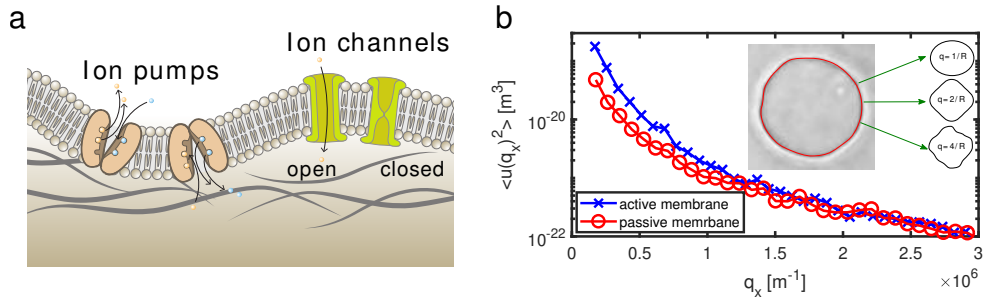 a
Ion channels
Ion pumps
open
closed
b
<u(q_x)^2> [m^3]
10^-20
10^-22
q=1/R
q=2/R
q=4/R
active membrane
passive memrbane
0
0.5
1
1.5
2
2.5
3
×10^6
q_x [m^-1]